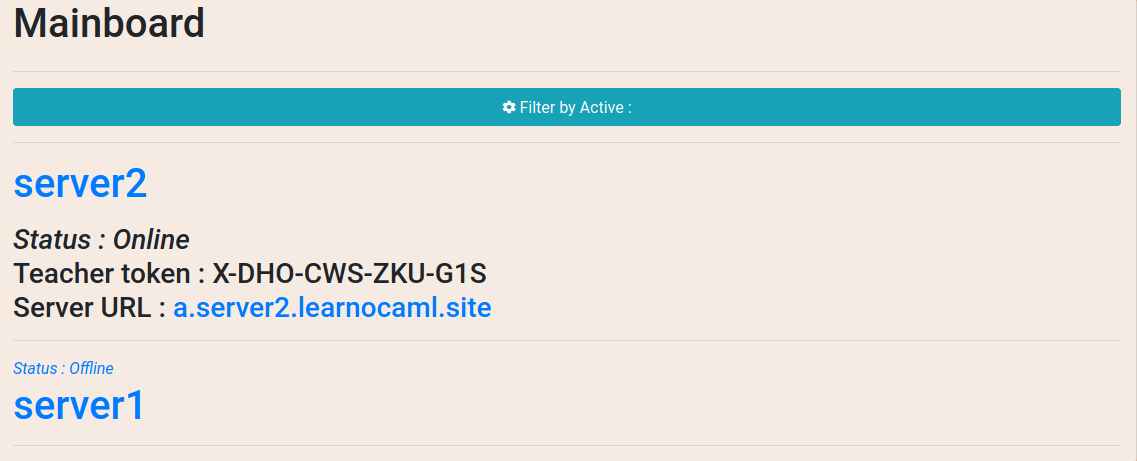 Mainboard
Filter by Active :
server2
Status : Online
Teacher token : X-DHO-CWS-ZKU-G1S
Server URL : a.server2.learnocaml.site
Status : Offline
server1